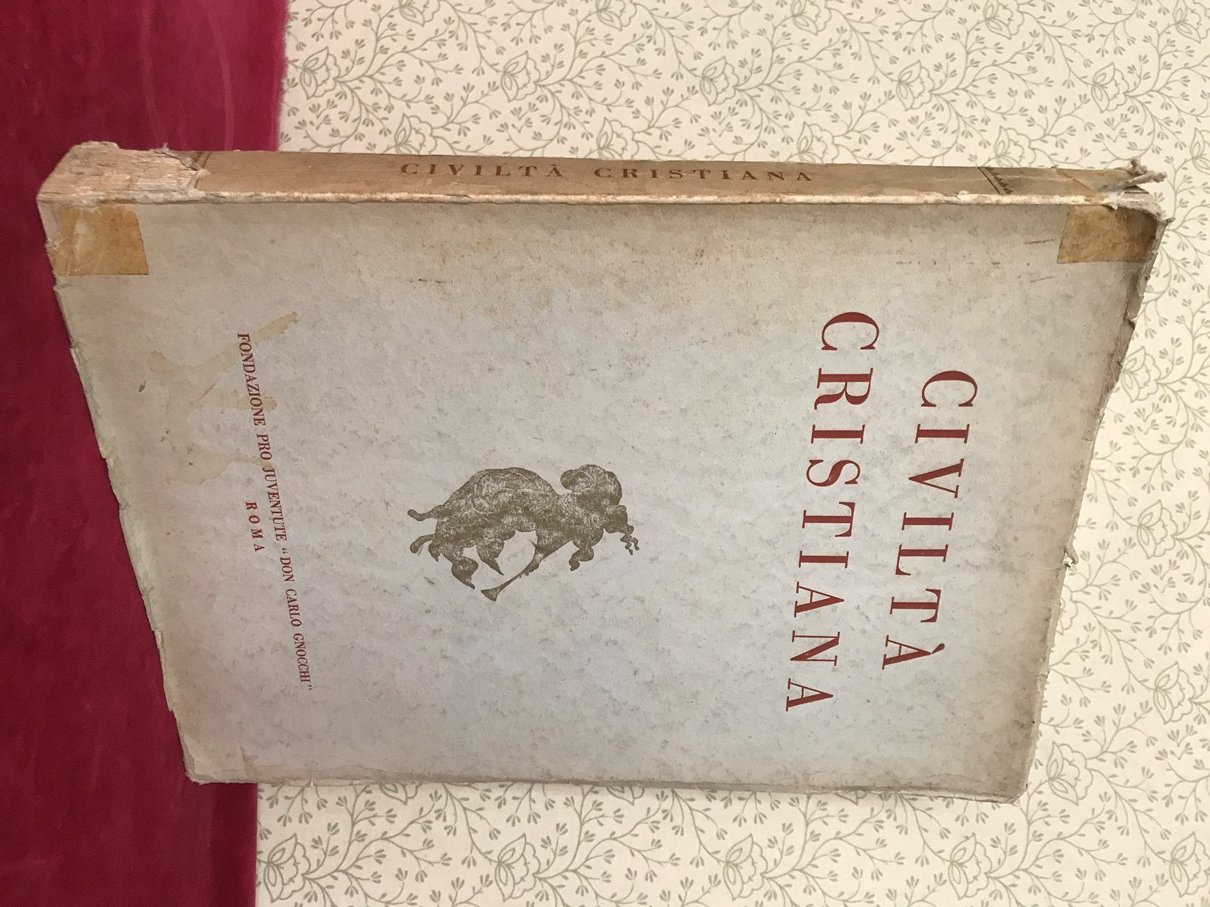 CIVILTÀ CRISTIANA
CIVILTÀ
CRISTIANA
FONDAZIONE PRO JUVENTUTE "DON CARLO GNOCCHI"
ROMA